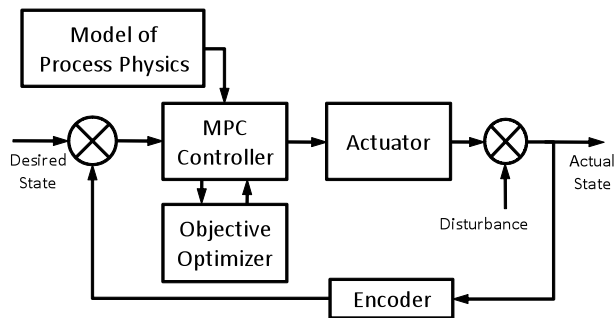 Model of
Process Physics
MPC
Controller
Actuator
Desired
State
Actual
State
Objective
Optimizer
Disturbance
Encoder